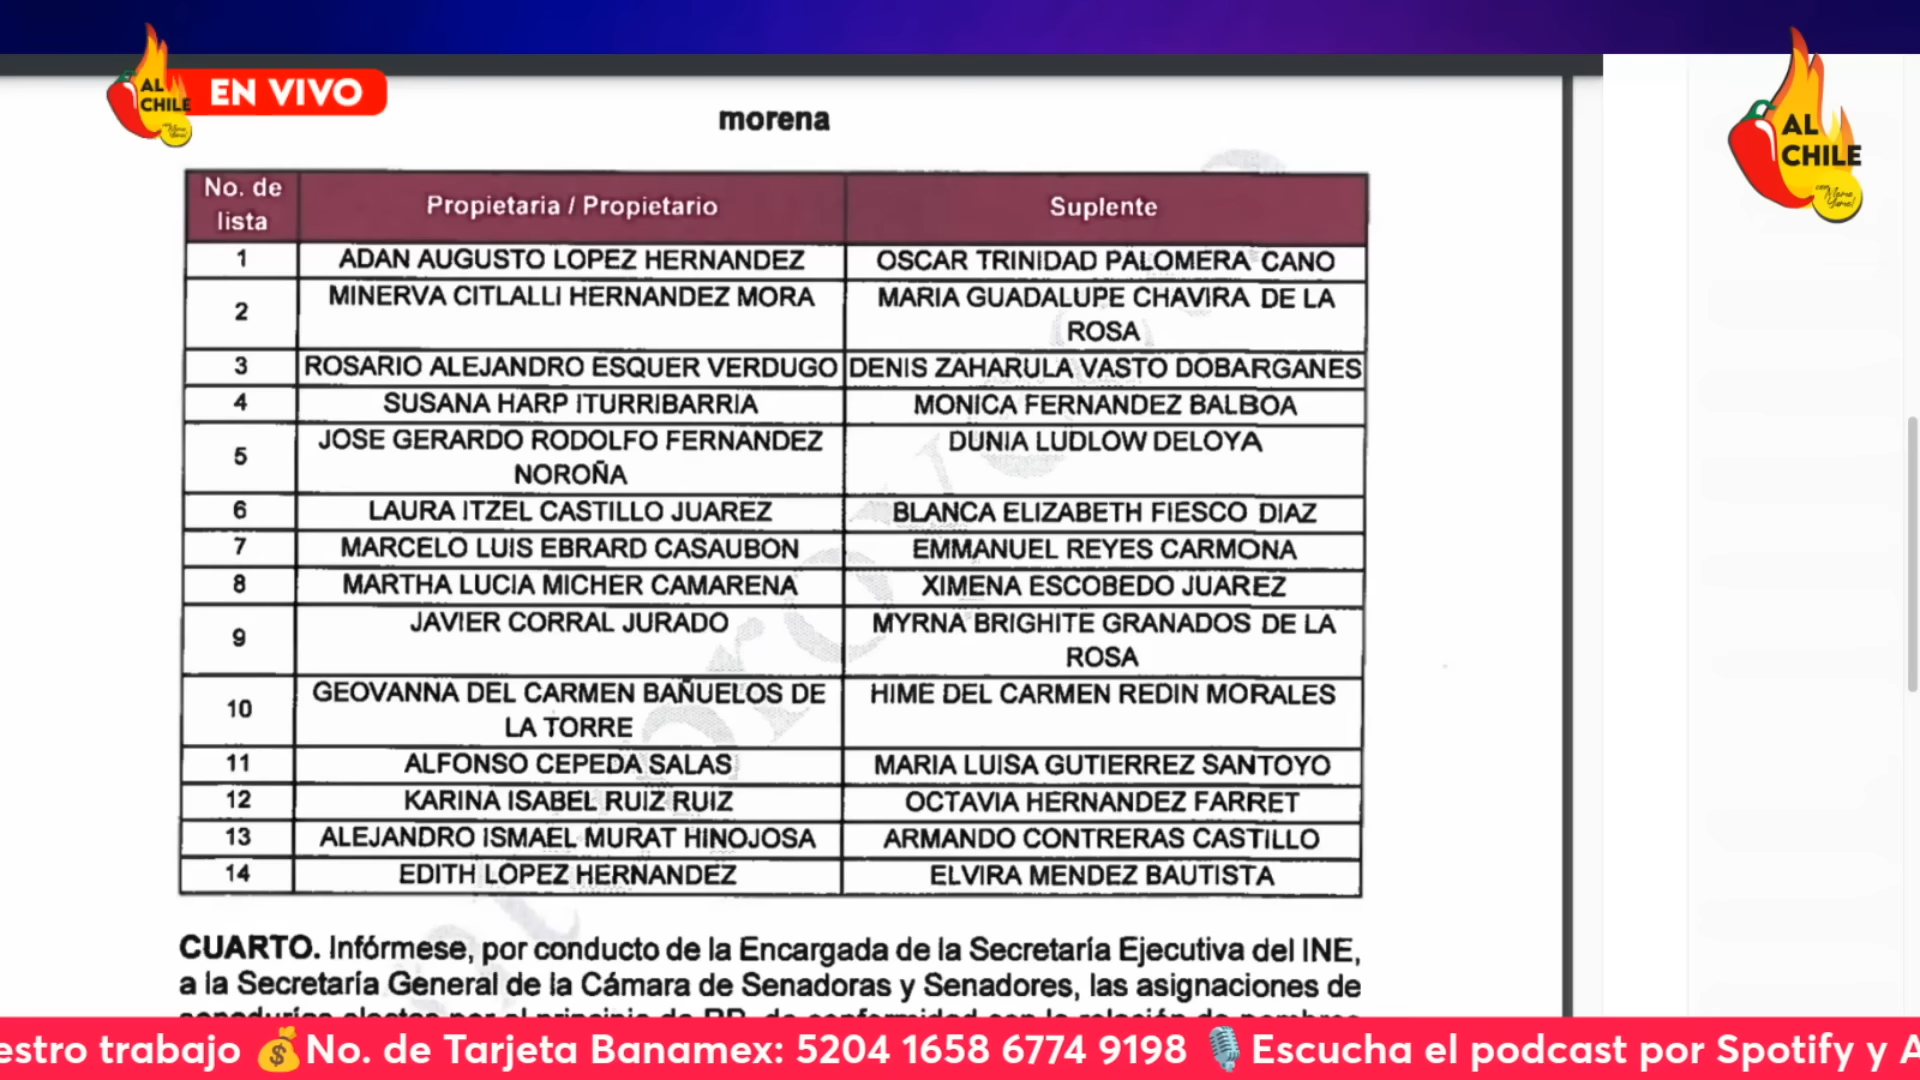 AL CHILE EN VIVO
AL CHILE
morena
No. de lista | Propietaria / Propietario | Suplente
1 | ADAN AUGUSTO LOPEZ HERNANDEZ | OSCAR TRINIDAD PALOMERA CANO
2 | MINERVA CITLALLI HERNANDEZ MORA | MARIA GUADALUPE CHAVIRA DE LA ROSA
3 | ROSARIO ALEJANDRO ESQUER VERDUGO | DENIS ZAHARULA VASTO DOBARGANES
4 | SUSANA HARP ITURRIBARRIA | MONICA FERNANDEZ BALBOA
5 | JOSE GERARDO RODOLFO FERNANDEZ NOROÑA | DUNIA LUDLOW DELOYA
6 | LAURA ITZEL CASTILLO JUAREZ | BLANCA ELIZABETH FIESCO DIAZ
7 | MARCELO LUIS EBRARD CASAUBON | EMMANUEL REYES CARMONA
8 | MARTHA LUCIA MICHER CAMARENA | XIMENA ESCOBEDO JUAREZ
9 | JAVIER CORRAL JURADO | MYRNA BRIGHITE GRANADOS DE LA ROSA
10 | GEOVANNA DEL CARMEN BAÑUELOS DE LA TORRE | HIME DEL CARMEN REDIN MORALES
11 | ALFONSO CEPEDA SALAS | MARIA LUISA GUTIERREZ SANTOYO
12 | KARINA ISABEL RUIZ RUIZ | OCTAVIA HERNANDEZ FARRET
13 | ALEJANDRO ISMAEL MURAT HINOJOSA | ARMANDO CONTRERAS CASTILLO
14 | EDITH LOPEZ HERNANDEZ | ELVIRA MENDEZ BAUTISTA
CUARTO. Infórmese, por conducto de la Encargada de la Secretaría Ejecutiva del INE,
a la Secretaría General de la Cámara de Senadoras y Senadores, las asignaciones de
estro trabajo 💰No. de Tarjeta Banamex: 5204 1658 6774 9198 🎙️Escucha el podcast por Spotify y A